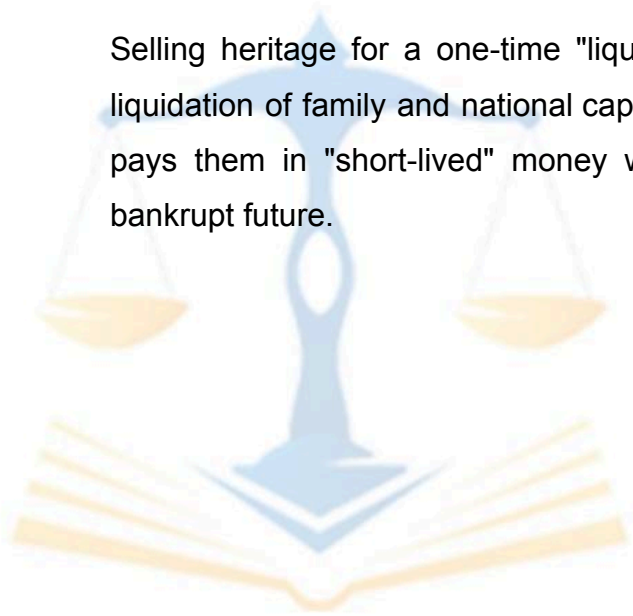 Selling heritage for a one-time "liqu
liquidation of family and national cap
pays them in "short-lived" money w
bankrupt future.